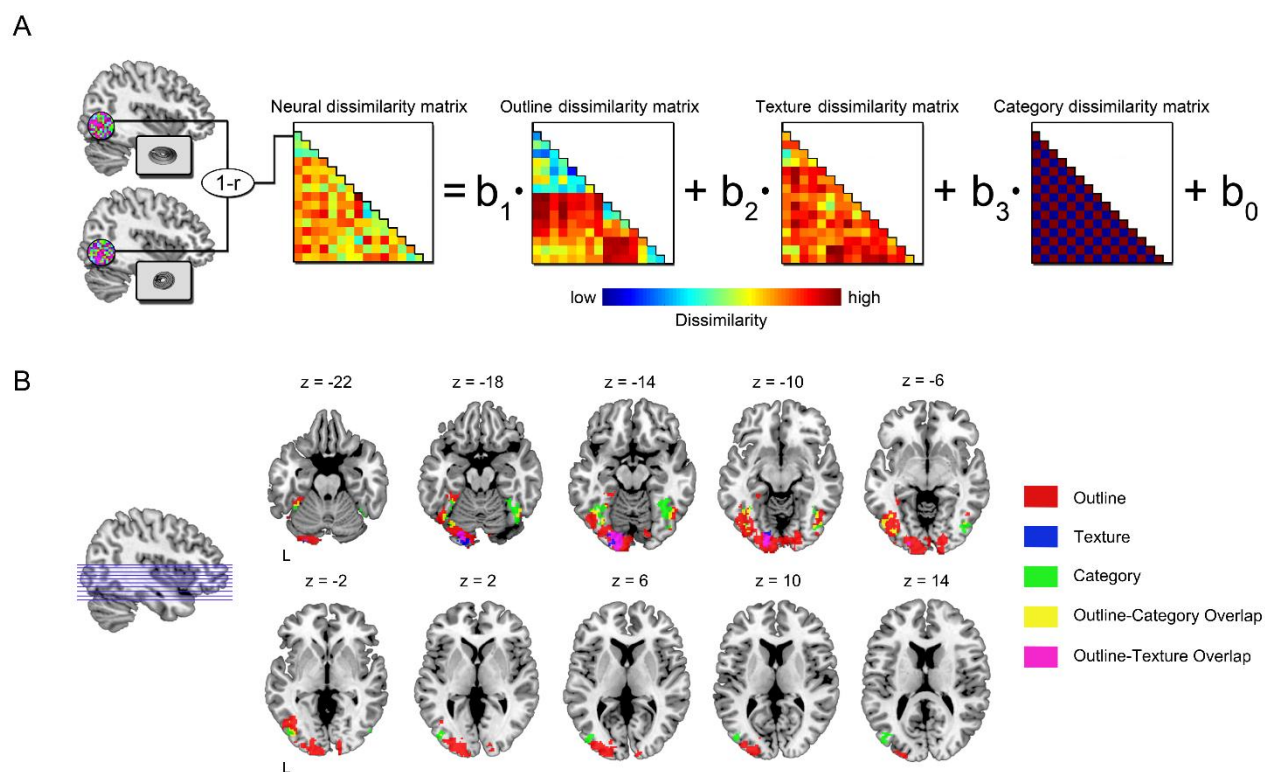 A
Neural dissimilarity matrix
Outline dissimilarity matrix
Texture dissimilarity matrix
Category dissimilarity matrix
1-r
= b1· + b2· + b3· + b0
low
high
Dissimilarity
B
z = -22
z = -18
z = -14
z = -10
z = -6
L
z = -2
z = 2
z = 6
z = 10
z = 14
L
Outline
Texture
Category
Outline-Category Overlap
Outline-Texture Overlap